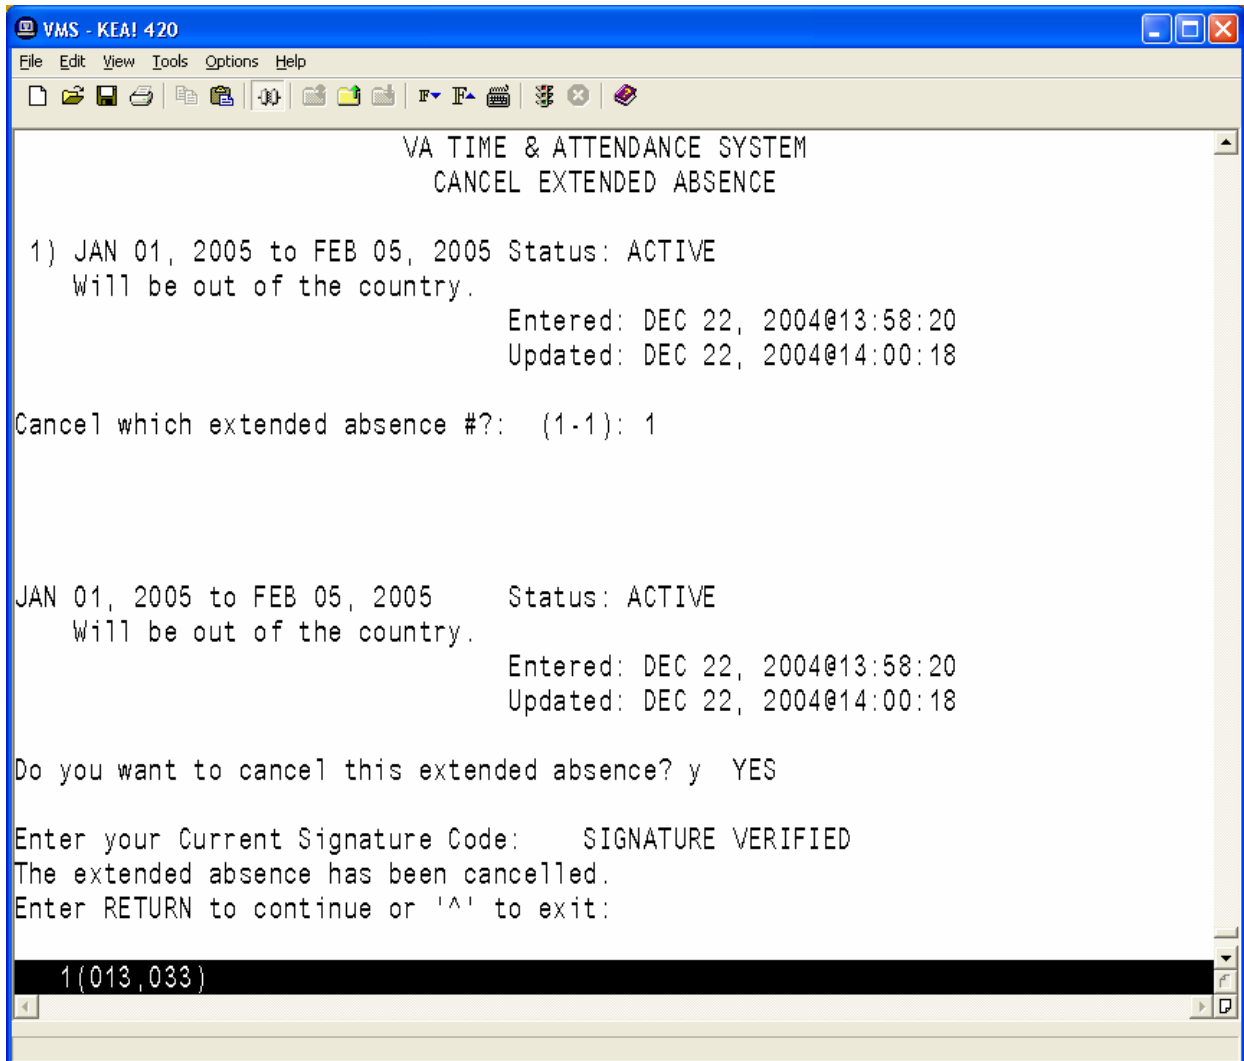 VMS - KEA! 420
File Edit View Tools Options Help
VA TIME & ATTENDANCE SYSTEM
CANCEL EXTENDED ABSENCE
1) JAN 01, 2005 to FEB 05, 2005 Status: ACTIVE
Will be out of the country.
Entered: DEC 22, 2004@13:58:20
Updated: DEC 22, 2004@14:00:18
Cancel which extended absence #?: (1-1): 1
JAN 01, 2005 to FEB 05, 2005 Status: ACTIVE
Will be out of the country.
Entered: DEC 22, 2004@13:58:20
Updated: DEC 22, 2004@14:00:18
Do you want to cancel this extended absence? y YES
Enter your Current Signature Code: SIGNATURE VERIFIED
The extended absence has been cancelled.
Enter RETURN to continue or '^' to exit:
1(013,033)